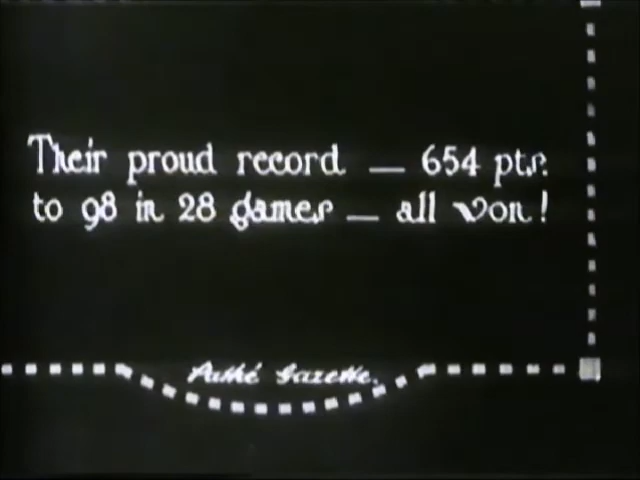 Their proud record — 654 pts.
to 98 in 28 games — all won!
Pathé Gazette.